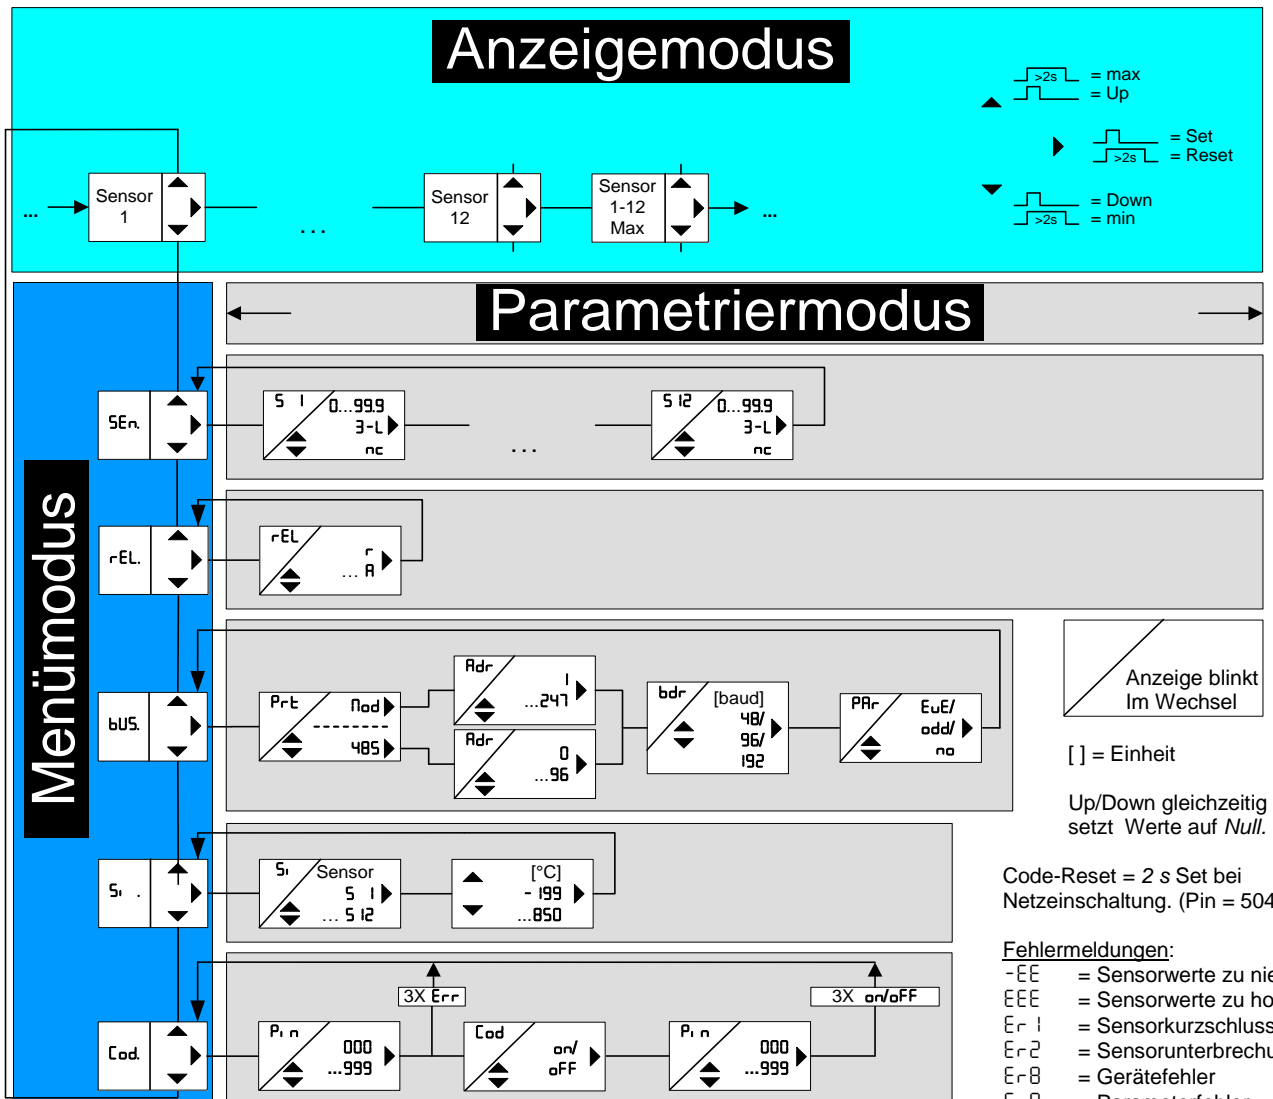 Anzeigemodus
>2s = max
= Up
= Set
>2s = Reset
= Down
>2s = min
... Sensor 1
...
Sensor 12
Sensor 1-12 Max
...
Parametriermodus
Menümodus
SEn.
S 1
0...99.9
3-L
nc
...
S 12
0...99.9
3-L
nc
rEL.
rEL
r
... A
bUS.
Prt
Mod
--------
485
Adr
1
...247
Adr
0
...96
bdr
[baud]
48/
96/
192
PAr
EvE/
odd/
no
Anzeige blinkt
Im Wechsel
[ ] = Einheit
Up/Down gleichzeitig
setzt Werte auf Null.
Si .
Si
Sensor
S 1
... S 12
[°C]
-199
...850
Code-Reset = 2 s Set bei
Netzeinschaltung. (Pin = 504
Fehlermeldungen:
-EE = Sensorwerte zu nie
EEE = Sensorwerte zu ho
Er1 = Sensorkurzschluss
Er2 = Sensorunterbrechu
Er8 = Gerätefehler
Cod.
Pin
000
...999
3X Err
Cod
on/
oFF
Pin
000
...999
3X on/oFF